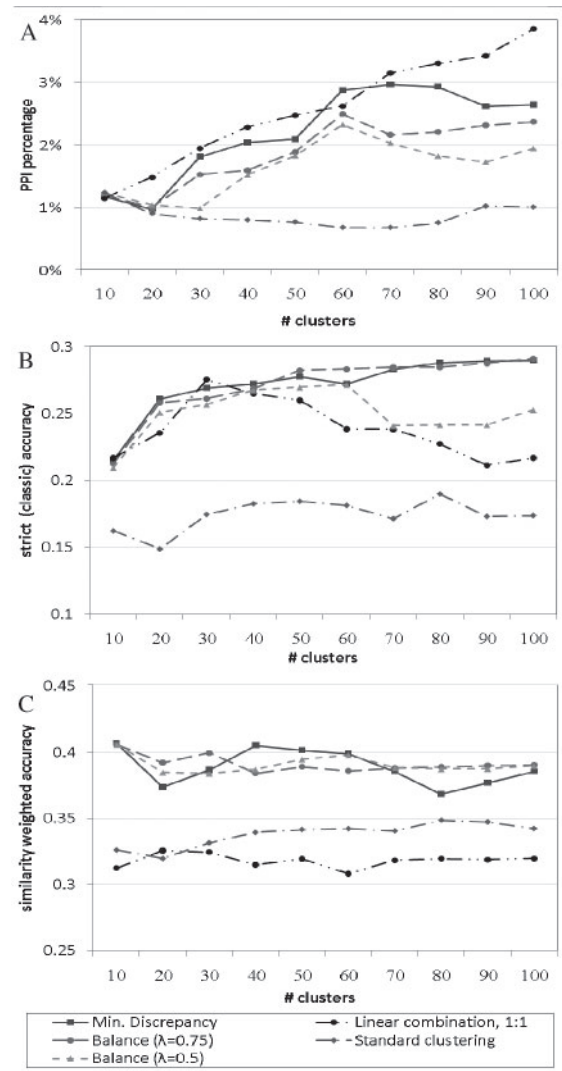 A
4%
3%
2%
1%
0%
PPI percentage
10 20 30 40 50 60 70 80 90 100
# clusters
B
0.3
0.25
0.2
0.15
0.1
strict (classic) accuracy
10 20 30 40 50 60 70 80 90 100
# clusters
C
0.45
0.4
0.35
0.3
0.25
similarity weighted accuracy
10 20 30 40 50 60 70 80 90 100
# clusters
Min. Discrepancy
Linear combination, 1:1
Balance (λ=0.75)
Standard clustering
Balance (λ=0.5)